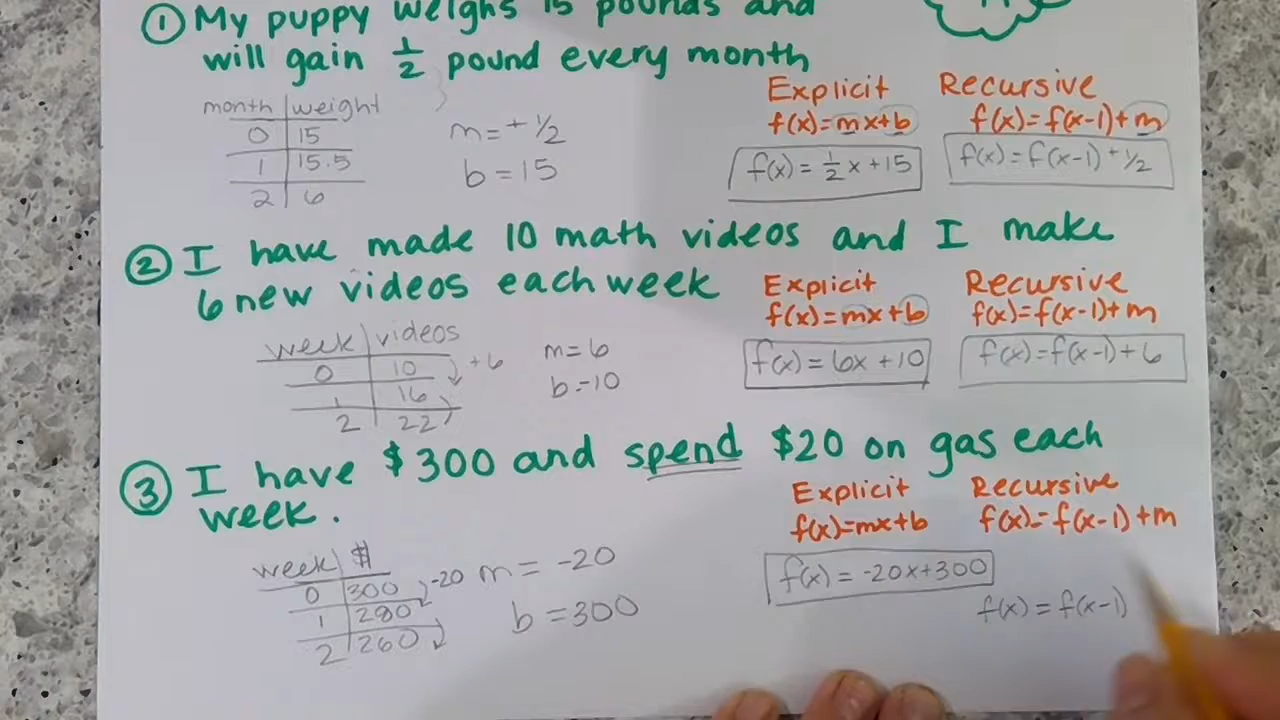 ① My puppy weighs 15 pounds and
will gain 1/2 pound every month
month weight
0 15
1 15.5
2 6
m = + 1/2
b = 15
Explicit
f(x) = mx+b
f(x) = 1/2 x + 15
Recursive
f(x) = f(x-1) + m
f(x) = f(x-1) + 1/2
② I have made 10 math videos and I make
6 new videos each week
week videos
0 10
1 16
2 22
+6
m = 6
b = 10
Explicit
f(x) = mx + b
f(x) = 6x + 10
Recursive
f(x) = f(x-1) + m
f(x) = f(x-1) + 6
③ I have $300 and spend $20 on gas each
week.
week $
0 300
1 280
2 260
-20
m = -20
b = 300
Explicit
f(x) = mx + b
f(x) = -20x + 300
Recursive
f(x) = f(x-1) + m
f(x) = f(x-1)